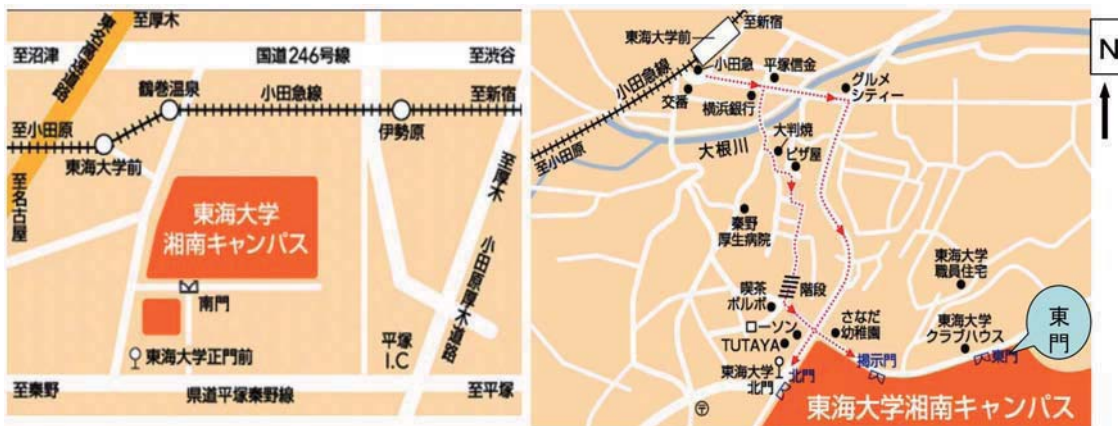 至厚木
東名高速道路
至沼津
国道246号線
至渋谷
鶴巻温泉
小田急線
至新宿
伊勢原
至小田原
東海大学前
至名古屋
至厚木
東海大学
湘南キャンパス
小田原厚木道路
南門
東海大学正門前
平塚
I.C
至秦野
県道平塚秦野線
至平塚
至新宿
東海大学前
小田急線
小田急
平塚信金
グルメ
シティー
交番
横浜銀行
至小田原
大根川
大判焼
ピザ屋
秦野
厚生病院
東海大学
職員住宅
喫茶
ボルボ
階段
ローソン
TUTAYA
さなだ
幼稚園
東海大学
クラブハウス
東門
東海大学
北門
北門
掲示門
東門
〒
東海大学湘南キャンパス
N